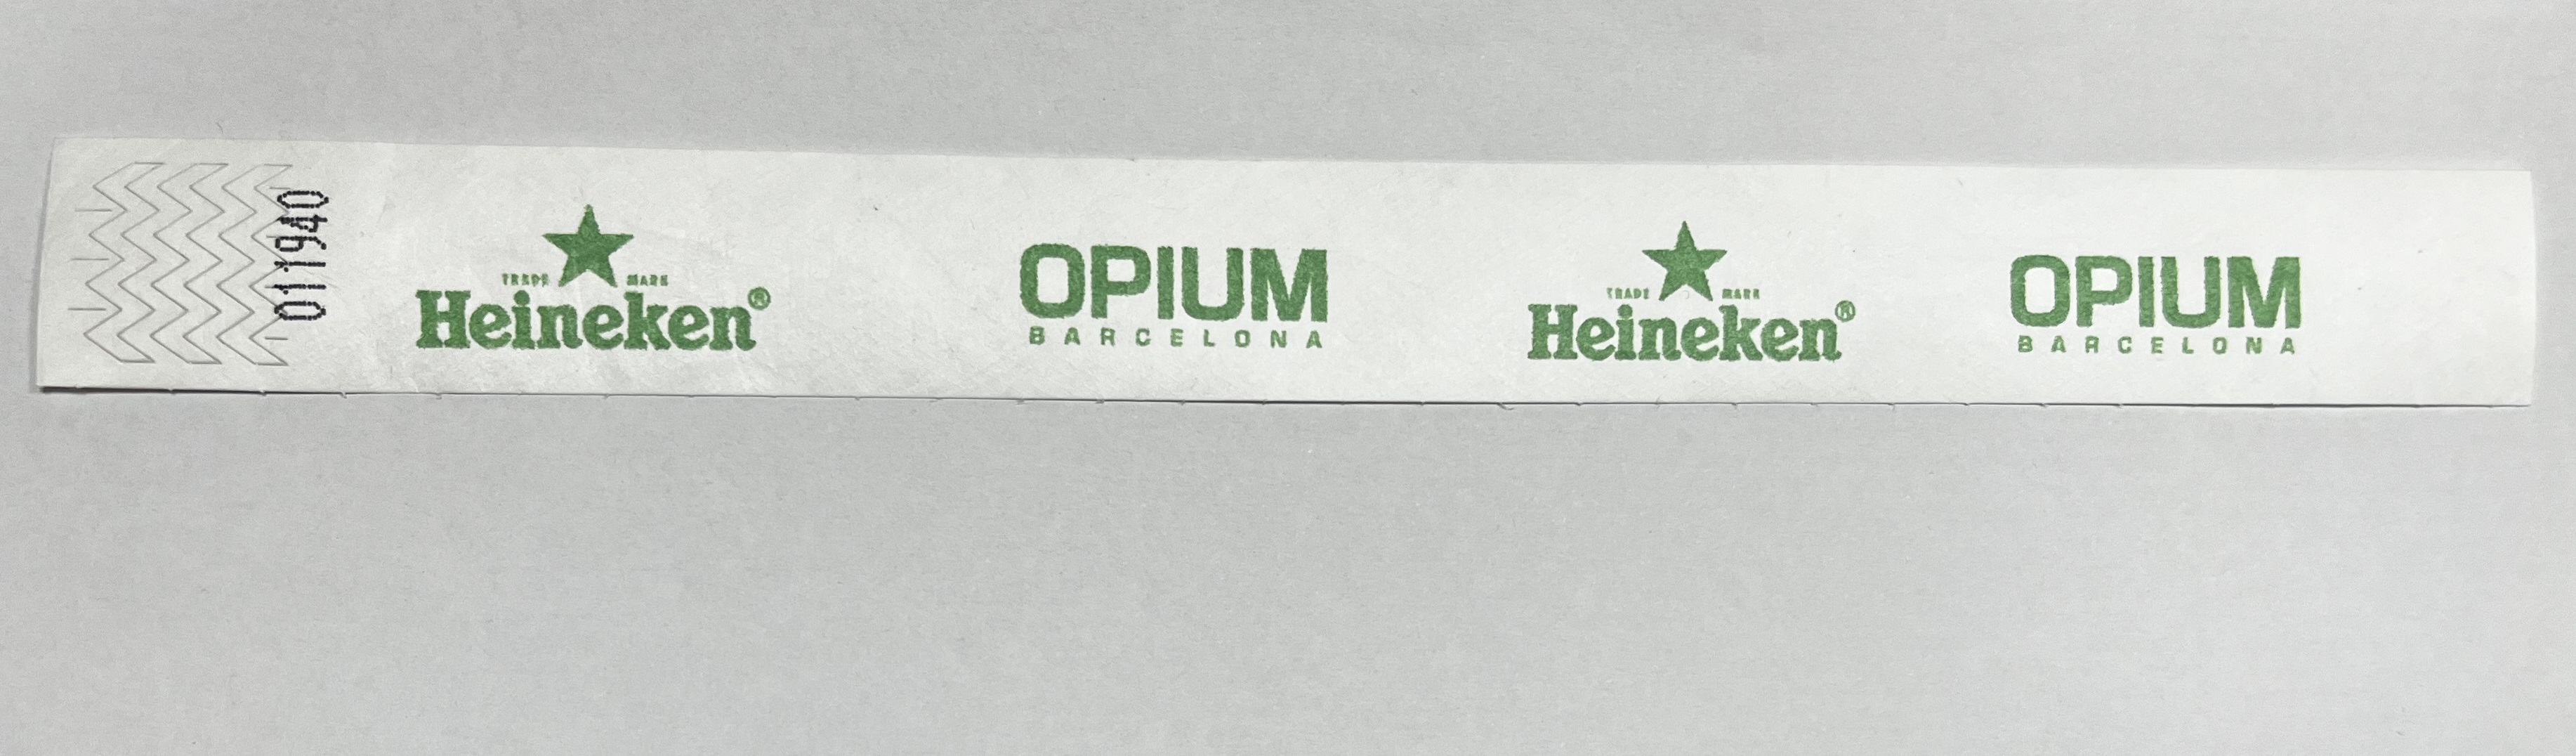 011940
TRADE MARK
Heineken®
OPIUM
BARCELONA
TRADE MARK
Heineken®
OPIUM
BARCELONA